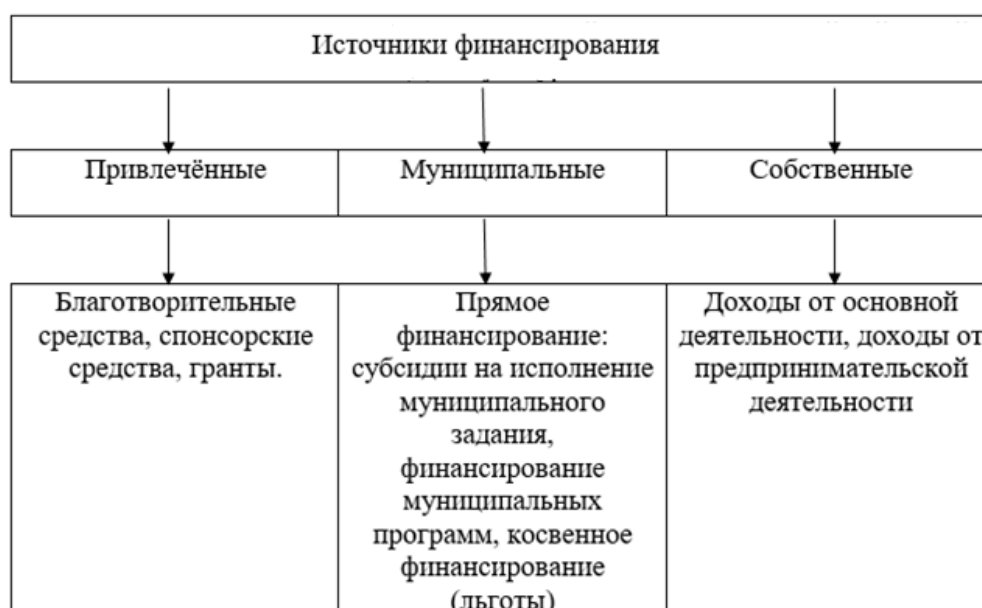 Источники финансирования
Привлечённые
Муниципальные
Собственные
Благотворительные
средства, спонсорские
средства, гранты.
Прямое
финансирование:
субсидии на исполнение
муниципального
задания,
финансирование
муниципальных
программ, косвенное
финансирование
(льготы)
Доходы от основной
деятельности, доходы от
предпринимательской
деятельности